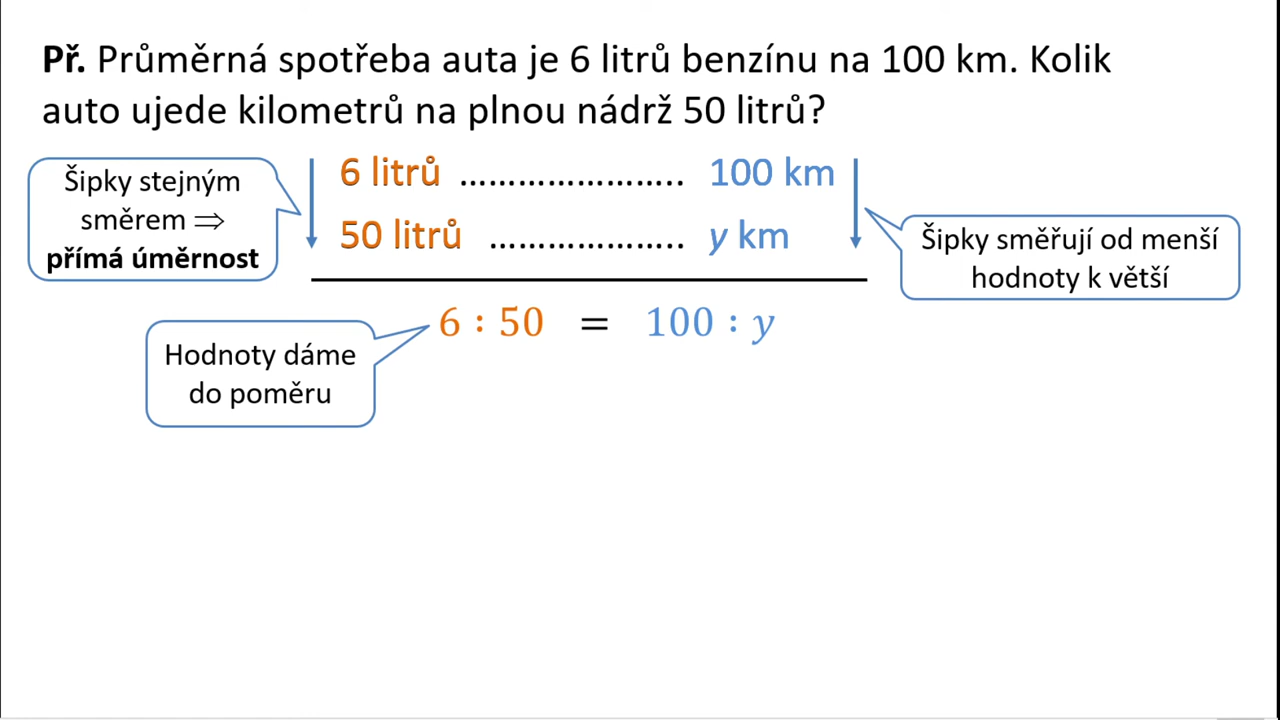 Př. Průměrná spotřeba auta je 6 litrů benzínu na 100 km. Kolik
auto ujede kilometrů na plnou nádrž 50 litrů?
Šipky stejným
směrem ⇒
přímá úměrnost
6 litrů ………………….. 100 km
50 litrů ……………….. y km
Šipky směřují od menší
hodnoty k větší
6 : 50 = 100 : y
Hodnoty dáme
do poměru